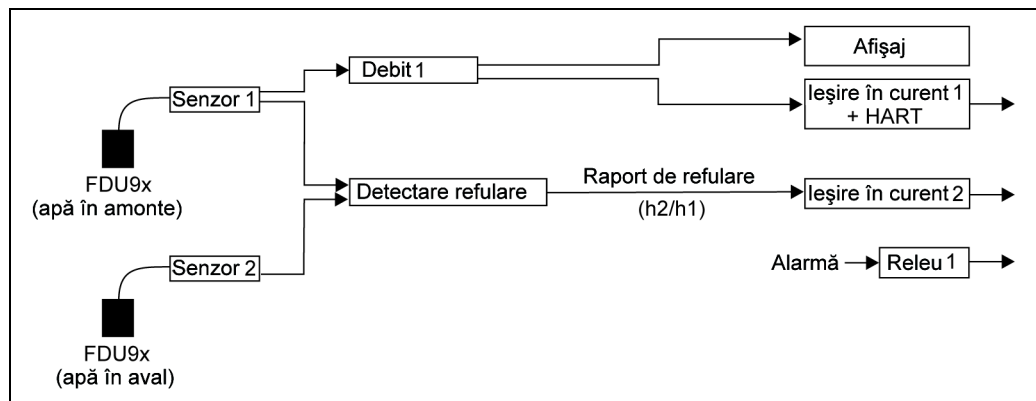 Afişaj
Debit 1
Senzor 1
Ieşire în curent 1
+ HART
FDU9x
(apă în amonte)
Detectare refulare
Raport de refulare
(h2/h1)
Ieşire în curent 2
Senzor 2
Alarmă
Releu 1
FDU9x
(apă în aval)